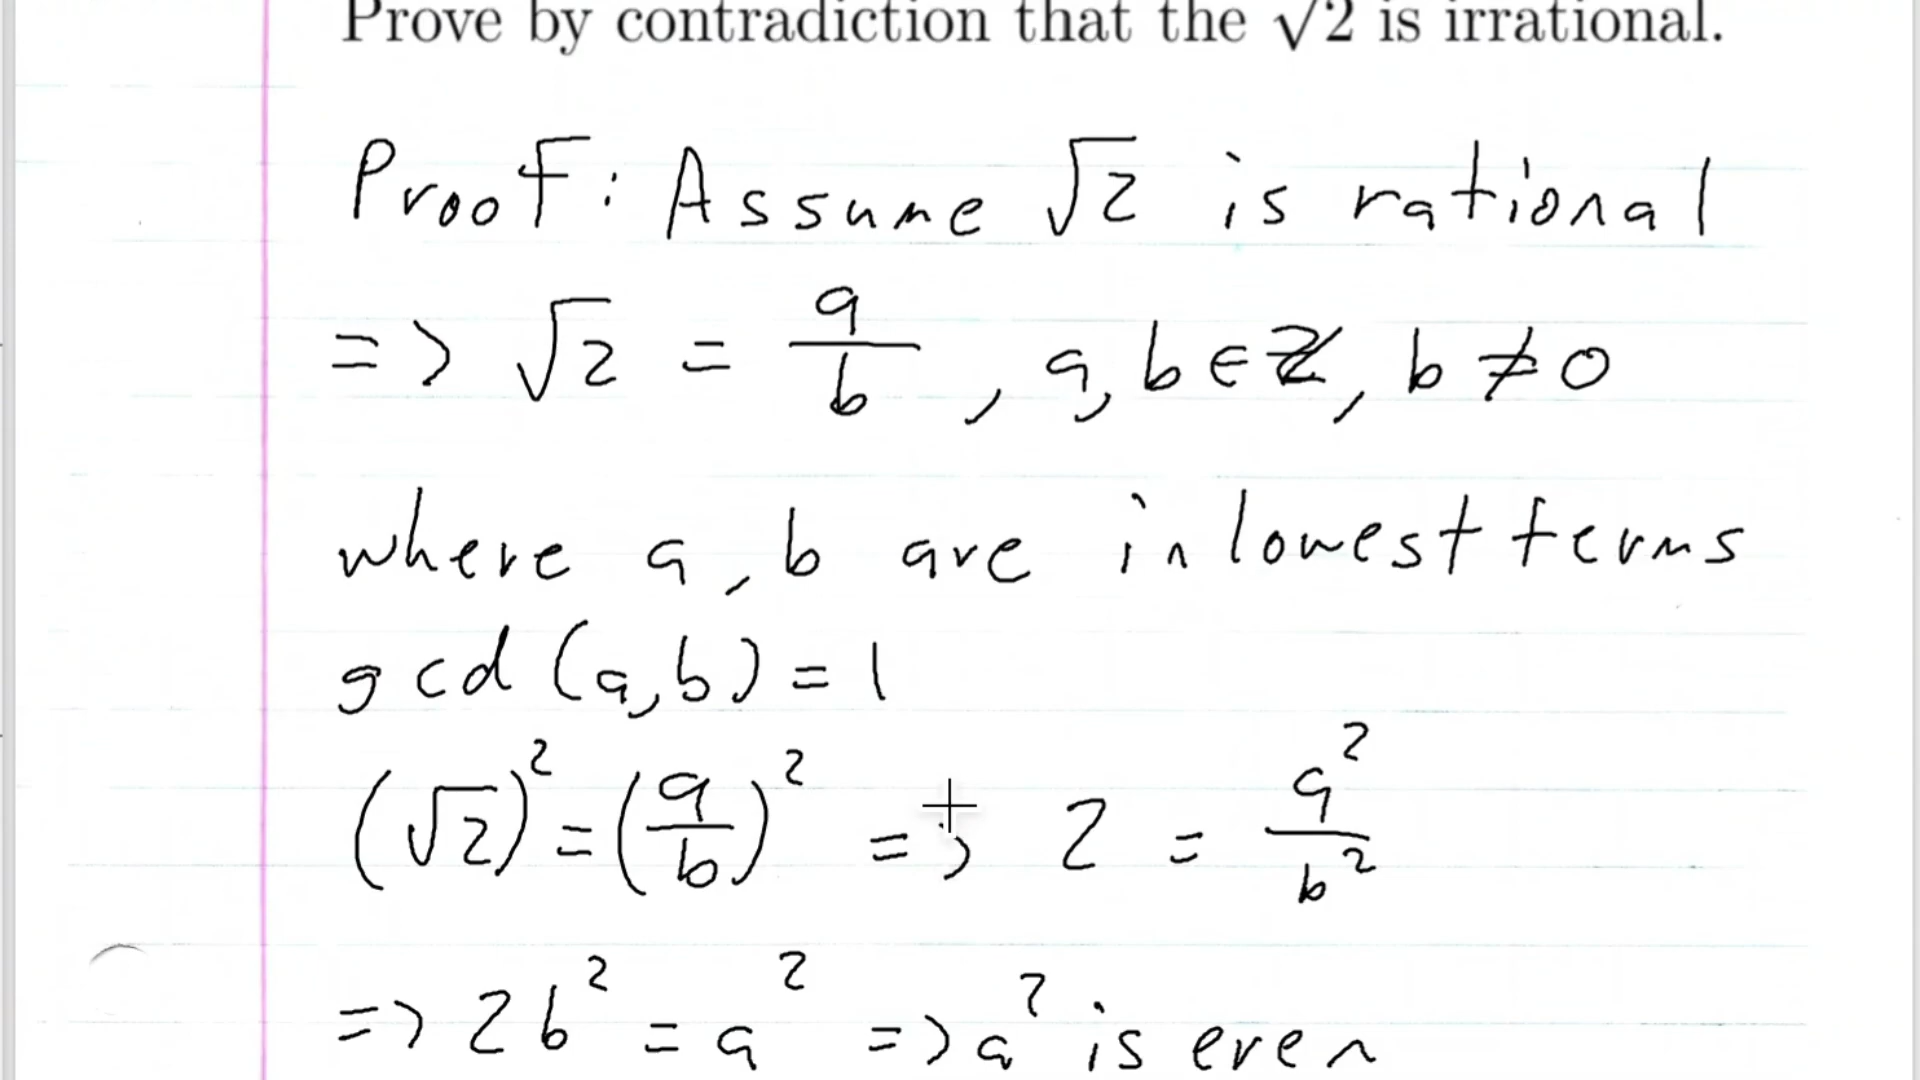 Prove by contradiction that the √2 is irrational.
Proof: Assume √2 is rational
=> √2 = a/b, a, b ∈ ℤ, b ≠ 0
where a, b are in lowest terms
gcd(a,b) = 1
(√2)² = (a/b)² => 2 = a²/b²
=> 2b² = a² => a² is even